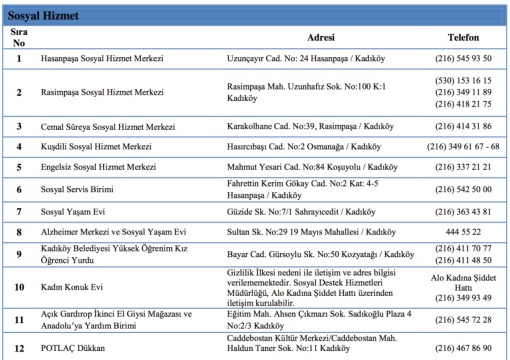 Sosyal Hizmet
Sıra No Adresi Telefon
1 Hasanpaşa Sosyal Hizmet Merkezi Uzunçayır Cad. No: 24 Hasanpaşa / Kadıköy (216) 545 93 50
2 Rasimpaşa Sosyal Hizmet Merkezi Rasimpaşa Mah. Uzunhafız Sok. No:100 K:1 Kadıköy (530) 153 16 15
(216) 349 11 89
(216) 418 21 75
3 Cemal Süreya Sosyal Hizmet Merkezi Karakolhane Cad. No:39, Rasimpaşa / Kadıköy (216) 414 31 86
4 Kuşdili Sosyal Hizmet Merkezi Hasırcıbaşı Cad. No:2 Osmanağa / Kadıköy (216) 349 61 67 - 68
5 Engelsiz Sosyal Hizmet Merkezi Mahmut Yesari Cad. No:84 Koşuyolu / Kadıköy (216) 337 21 21
6 Sosyal Servis Birimi Fahrettin Kerim Gökay Cad. No:2 Kat: 4-5
Hasanpaşa / Kadıköy (216) 542 50 00
7 Sosyal Yaşam Evi Güzide Sk. No:7/1 Sahrayıcedit / Kadıköy (216) 363 43 81
8 Alzheimer Merkezi ve Sosyal Yaşam Evi Sultan Sk. No:29 19 Mayıs Mahallesi / Kadıköy 444 55 22
9 Kadıköy Belediyesi Yüksek Öğrenim Kız
Öğrenci Yurdu Bayar Cad. Gürsoylu Sk. No:50 Kozyatağı / Kadıköy (216) 411 70 77
(216) 411 48 50
10 Kadın Konuk Evi Gizlilik İlkesi nedeni ile iletişim ve adres bilgisi
verilememektedir. Sosyal Destek Hizmetleri
Müdürlüğü, Alo Kadına Şiddet Hattı üzerinden
iletişim kurulabilir. Alo Kadına Şiddet
Hattı
(216) 349 93 49
11 Açık Gardırop İkinci El Giysi Mağazası ve
Anadolu’ya Yardım Birimi Eğitim Mah. Ahsen Çıkmazı Sok. Sadıkoğlu Plaza 4
No:2/3 Kadıköy (216) 545 72 28
12 POTLAÇ Dükkan Caddebostan Kültür Merkezi/Caddebostan Mah.
Haldun Taner Sok. No:11 Kadıköy (216) 467 86 90